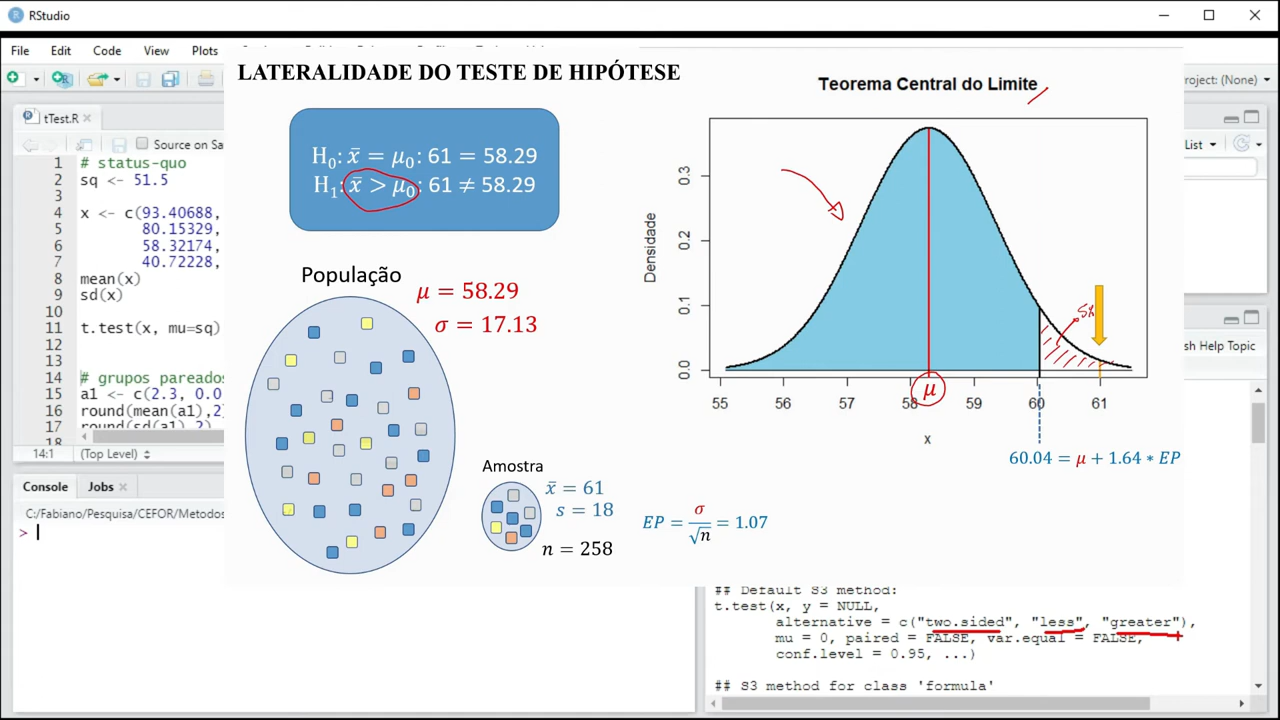 RStudio
File Edit Code View Plots
Project: (None)
tTest.R
Source on Sa
List
1 # status-quo
2 sq <- 51.5
3
4 x <- c(93.40688,
5 80.15329,
6 58.32174,
7 40.72228,
8 mean(x)
9 sd(x)
10
11 t.test(x, mu=sq)
12
13
14 # grupos pareados
15 a1 <- c(2.3, 0.0
16 round(mean(a1),2)
17 round(sd(a1),2)
18
14:1 (Top Level)
Console Jobs
C:/Fabiano/Pesquisa/CEFOR/Metodos
>
LATERALIDADE DO TESTE DE HIPÓTESE
H₀: x̄ = μ₀: 61 = 58.29
H₁: x̄ > μ₀: 61 ≠ 58.29
População
μ = 58.29
σ = 17.13
Amostra
x̄ = 61
s = 18
n = 258
EP = σ/√n = 1.07
Teorema Central do Limite
Densidade
0.3
0.2
0.1
0.0
5%
μ
55 56 57 58 59 60 61
x
60.04 = μ + 1.64 ∗ EP
sh Help Topic
## Default S3 method:
t.test(x, y = NULL,
alternative = c("two.sided", "less", "greater"),
mu = 0, paired = FALSE, var.equal = FALSE,
conf.level = 0.95, ...)
## S3 method for class 'formula'